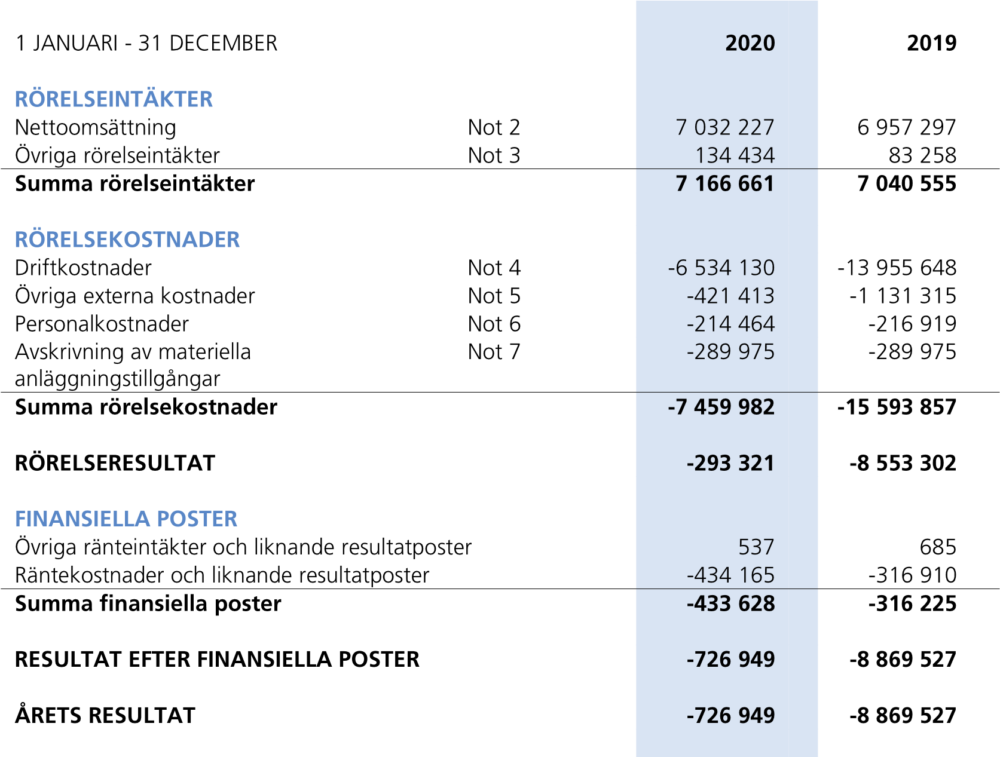 1 JANUARI - 31 DECEMBER 2020 2019
RÖRELSEINTÄKTER
Nettoomsättning Not 2 7 032 227 6 957 297
Övriga rörelseintäkter Not 3 134 434 83 258
Summa rörelseintäkter 7 166 661 7 040 555
RÖRELSEKOSTNADER
Driftkostnader Not 4 -6 534 130 -13 955 648
Övriga externa kostnader Not 5 -421 413 -1 131 315
Personalkostnader Not 6 -214 464 -216 919
Avskrivning av materiella Not 7 -289 975 -289 975
anläggningstillgångar
Summa rörelsekostnader -7 459 982 -15 593 857
RÖRELSERESULTAT -293 321 -8 553 302
FINANSIELLA POSTER
Övriga ränteintäkter och liknande resultatposter 537 685
Räntekostnader och liknande resultatposter -434 165 -316 910
Summa finansiella poster -433 628 -316 225
RESULTAT EFTER FINANSIELLA POSTER -726 949 -8 869 527
ÅRETS RESULTAT -726 949 -8 869 527